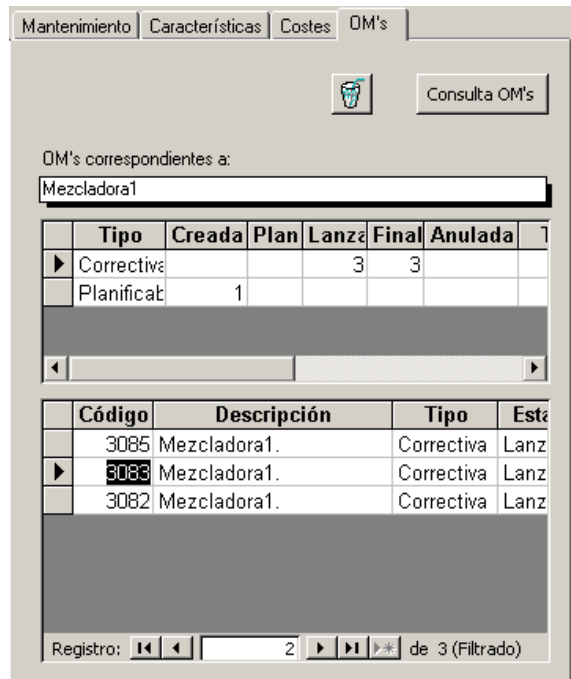 Mantenimiento Características Costes OM's
Consulta OM's
OM's correspondientes a:
Mezcladora1
Tipo Creada Plan Lanza Final Anulada T
Correctiva 3 3
Planificab 1
Código Descripción Tipo Esta
3085 Mezcladora1. Correctiva Lanz
3083 Mezcladora1. Correctiva Lanz
3082 Mezcladora1. Correctiva Lanz
Registro: 2 de 3 (Filtrado)